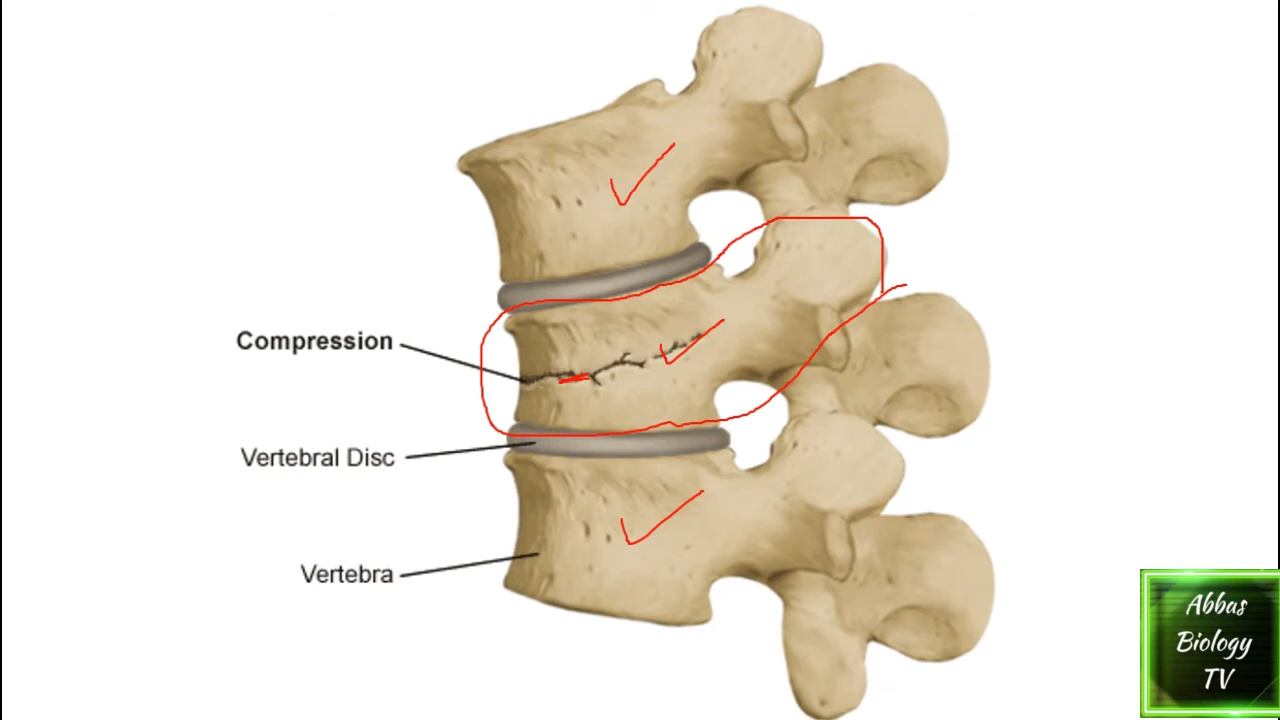 Compression
Vertebral Disc
Vertebra
Abbas
Biology
TV